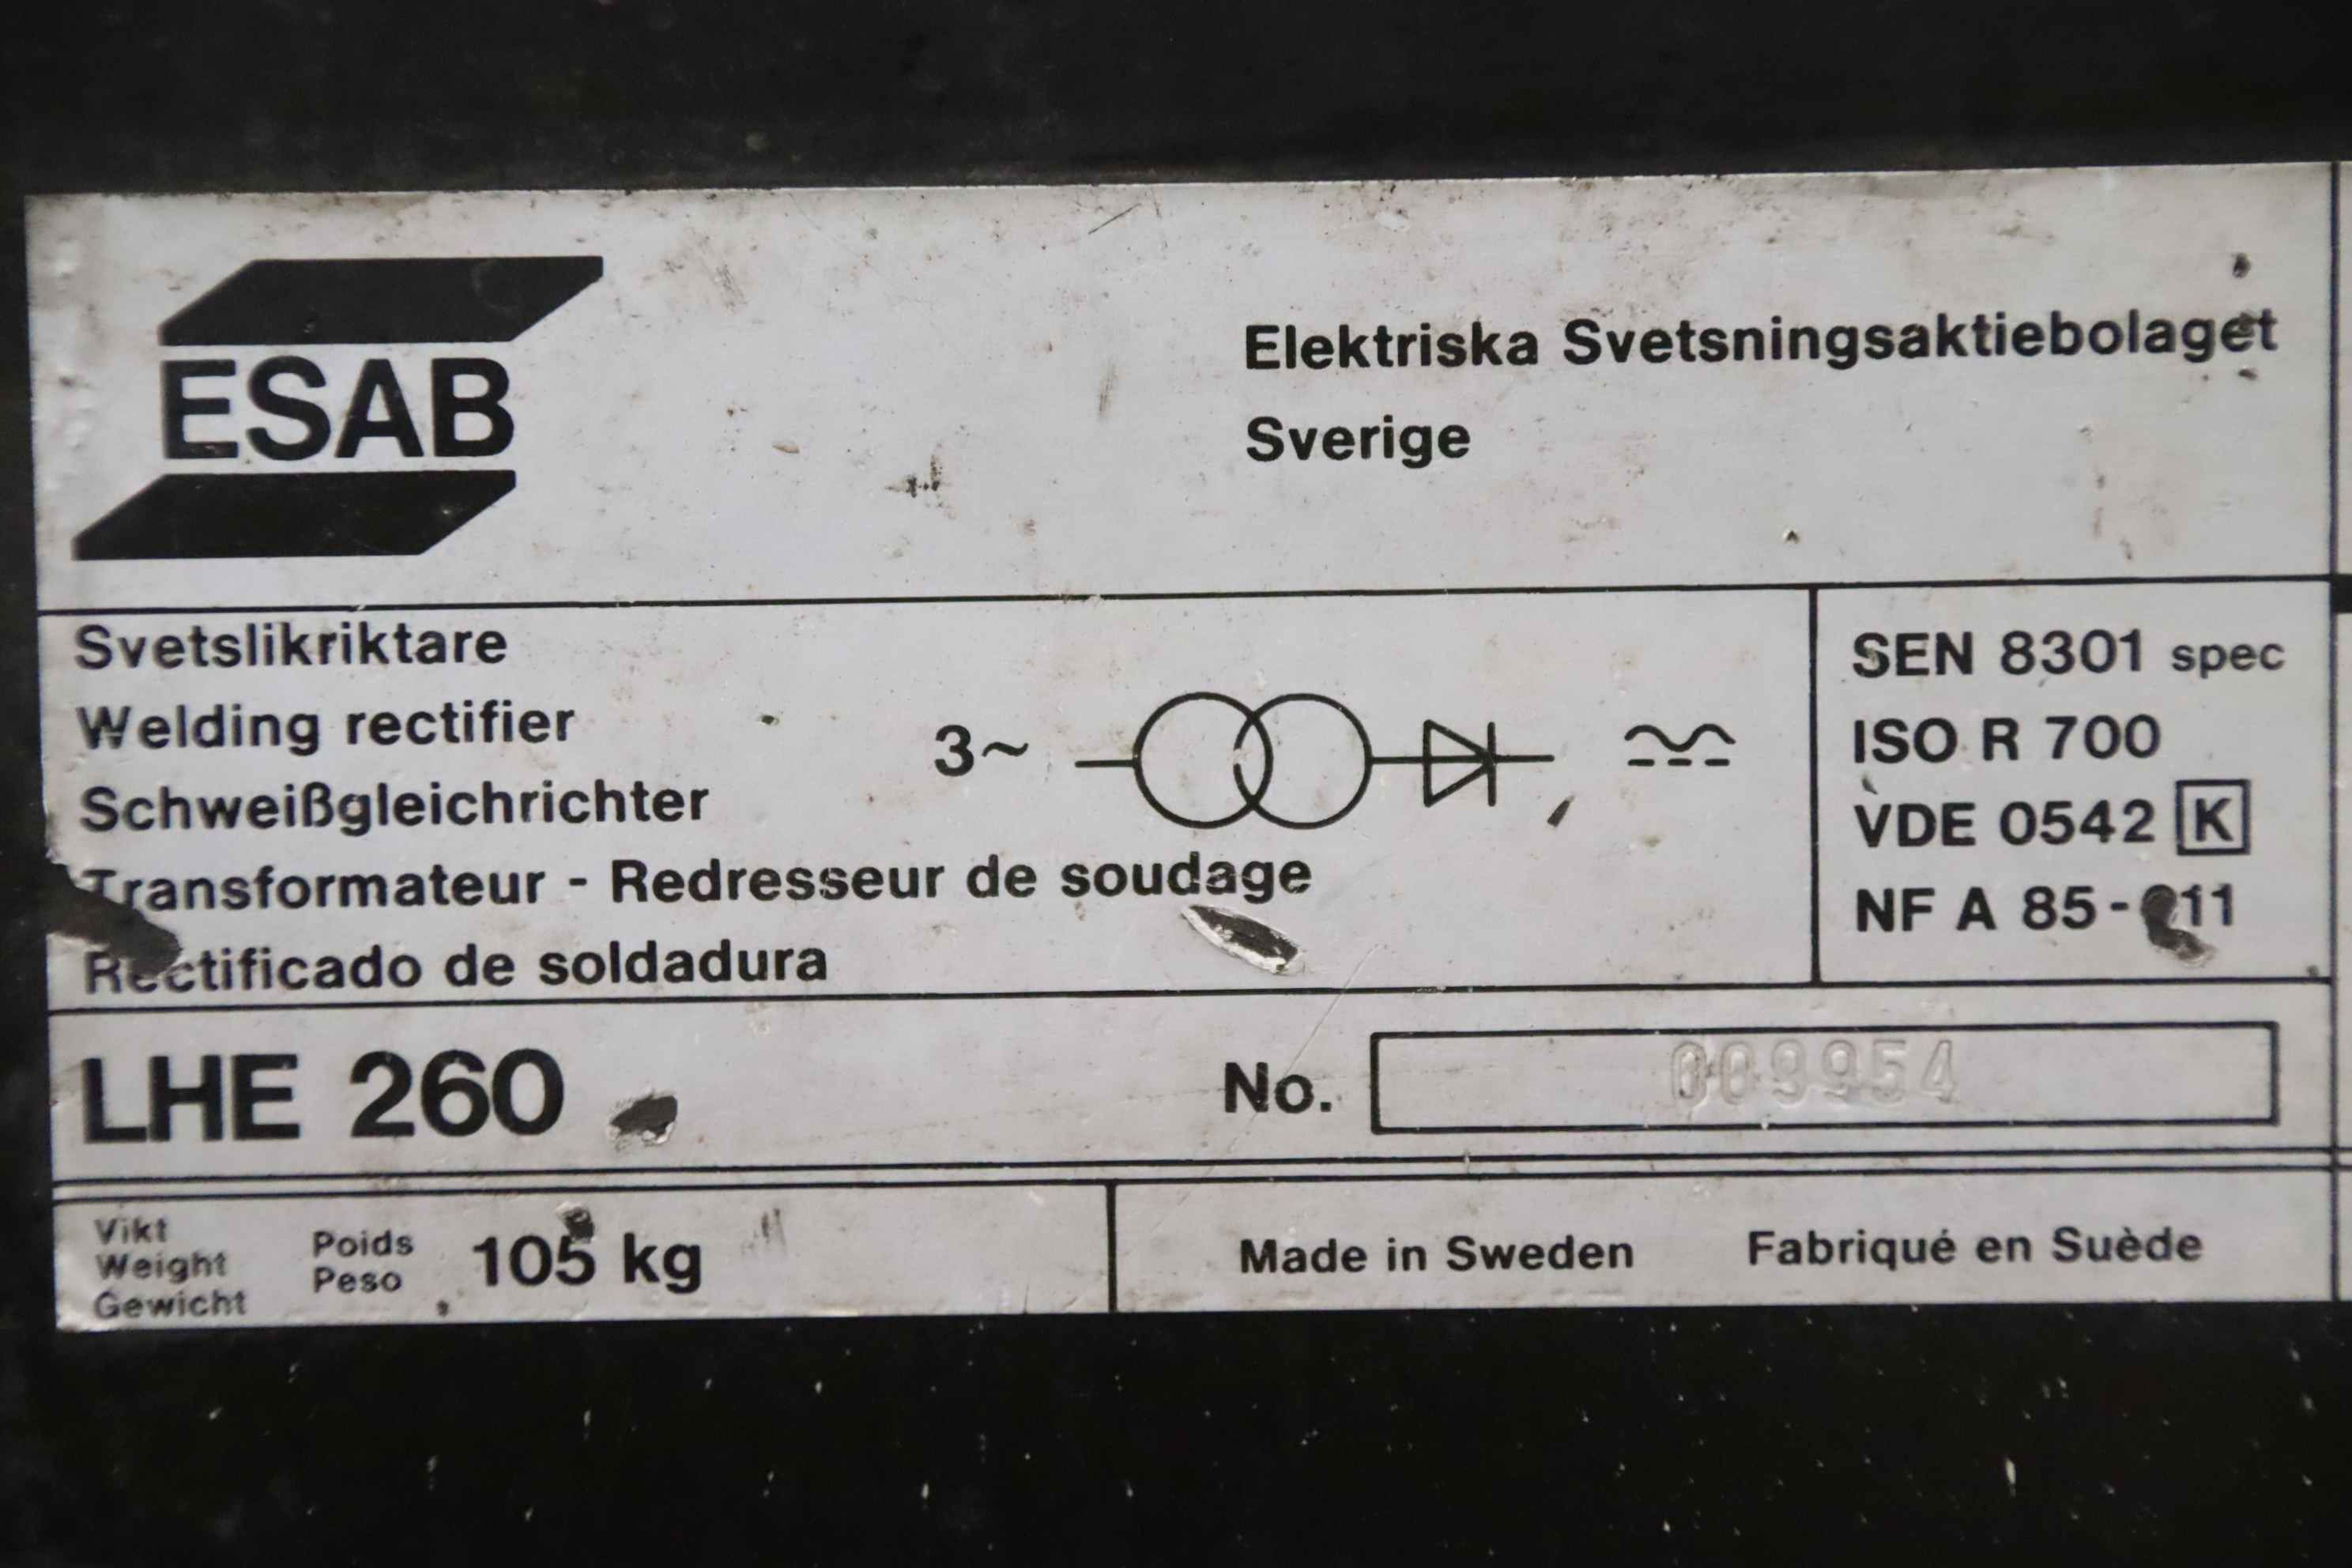 ESAB
Elektriska Svetsningsaktiebolaget
Sverige
Svetslikriktare
Welding rectifier
Schweißgleichrichter
Transformateur - Redresseur de soudage
Rectificado de soldadura
3~
SEN 8301 spec
ISO R 700
VDE 0542 K
NF A 85-
LHE 260
No. 009954
Vikt
Weight
Gewicht
Poids
Peso
105 kg
Made in Sweden
Fabriqué en Suède